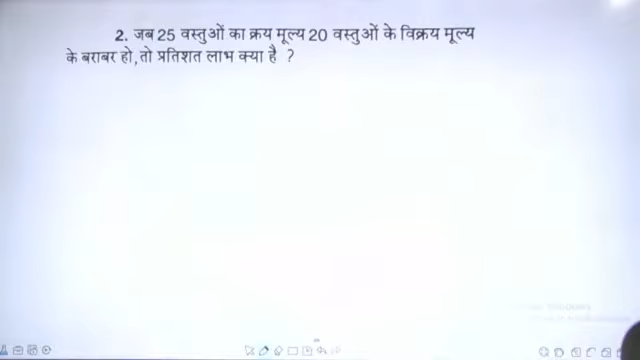 2. जब 25 वस्तुओं का क्रय मूल्य 20 वस्तुओं के विक्रय मूल्य
के बराबर हो, तो प्रतिशत लाभ क्या है ?